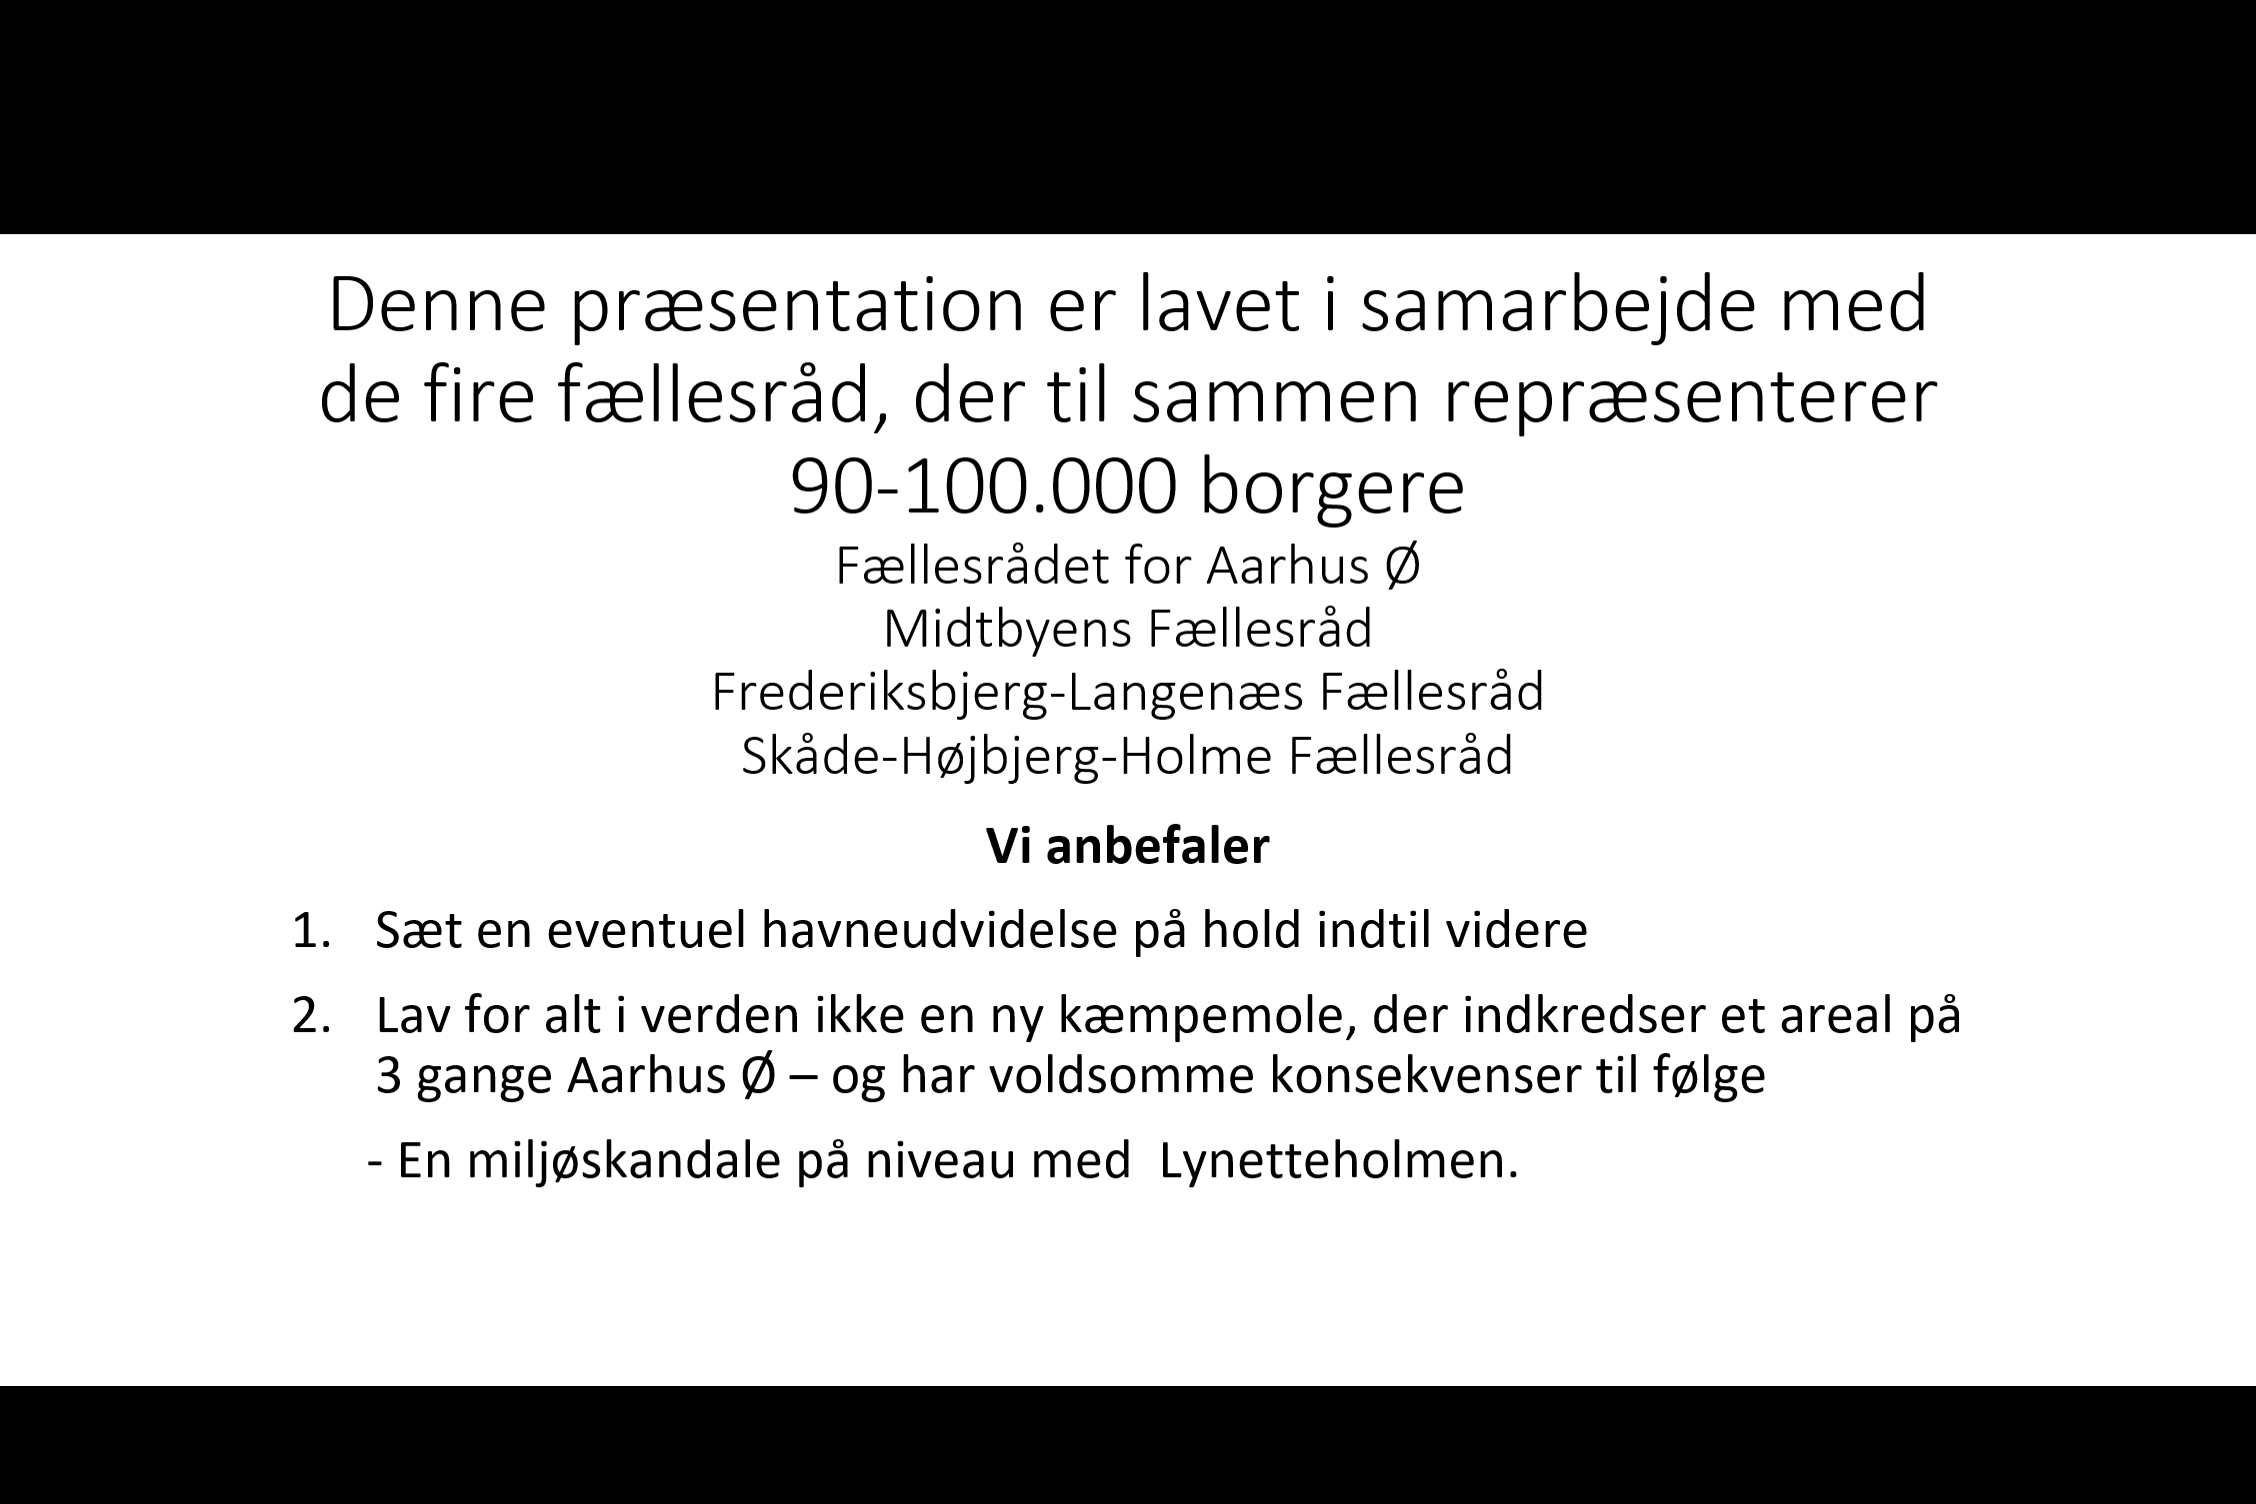 Denne præsentation er lavet i samarbejde med
de fire fællesråd, der til sammen repræsenterer
90-100.000 borgere
Fællesrådet for Aarhus Ø
Midtbyens Fællesråd
Frederiksbjerg-Langenæs Fællesråd
Skåde-Højbjerg-Holme Fællesråd
Vi anbefaler
1. Sæt en eventuel havneudvidelse på hold indtil videre
2. Lav for alt i verden ikke en ny kæmpemole, der indkredser et areal på
3 gange Aarhus Ø – og har voldsomme konsekvenser til følge
- En miljøskandale på niveau med  Lynetteholmen.